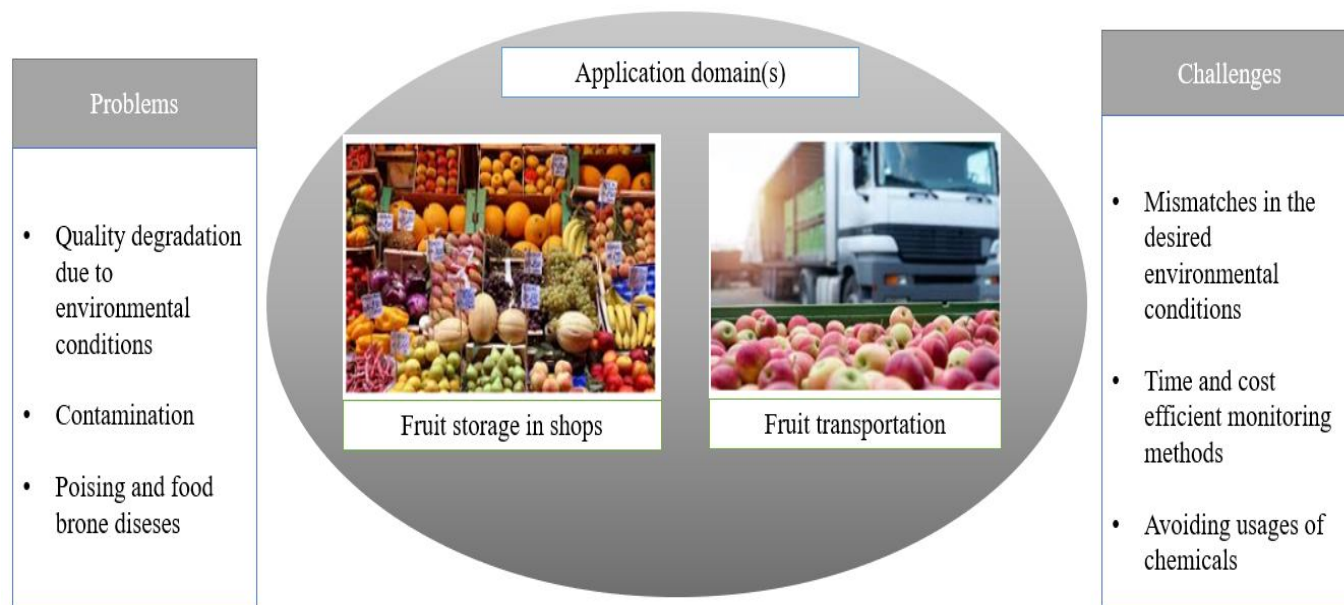 Problems
• Quality degradation
due to
environmental
conditions
• Contamination
• Poising and food
brone diseses
Application domain(s)
Fruit storage in shops
Fruit transportation
Challenges
• Mismatches in the
desired
environmental
conditions
• Time and cost
efficient monitoring
methods
• Avoiding usages of
chemicals